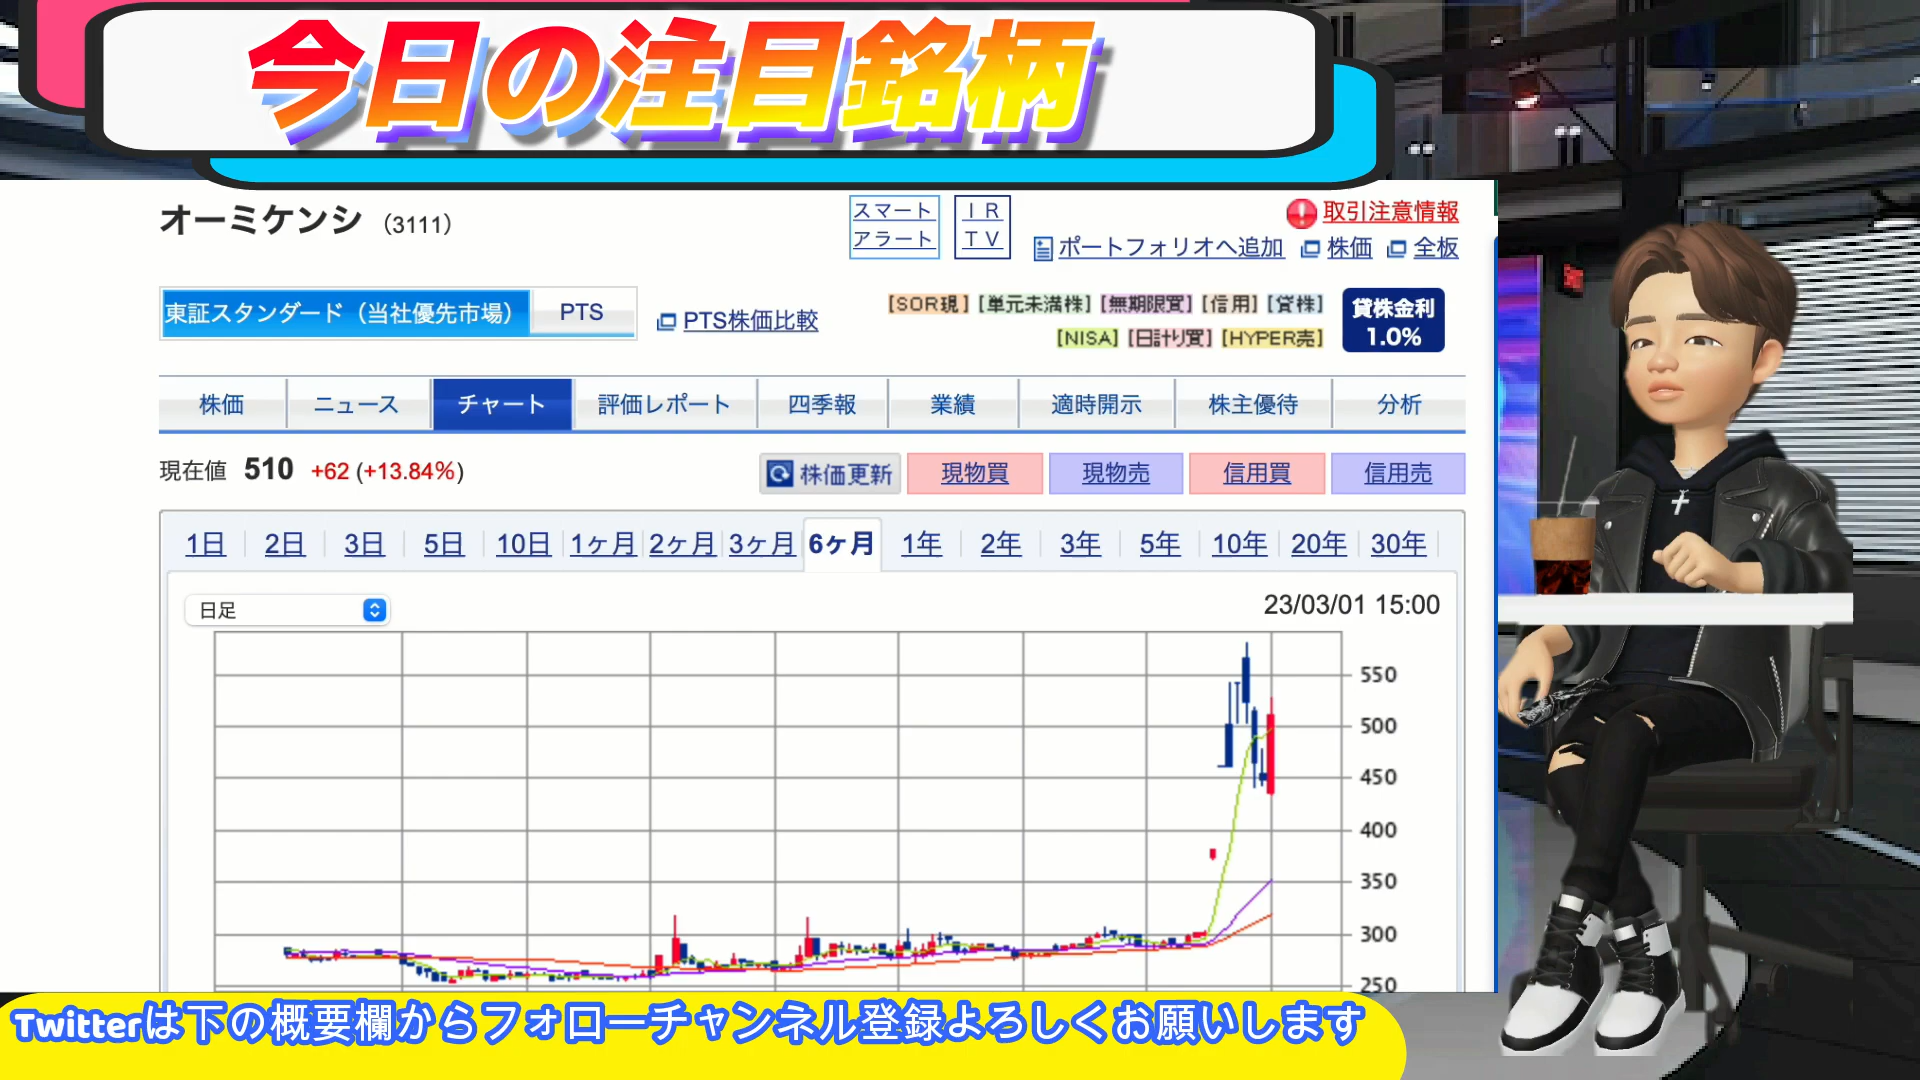 今日の注目銘柄
オーミケンシ (3111)
スマート
アラート
IR
TV
取引注意情報
ポートフォリオへ追加 株価 全板
東証スタンダード（当社優先市場） PTS
PTS株価比較
[SOR現] [単元未満株] [無期限買] [信用] [貸株]
[NISA] [日計り買] [HYPER売]
貸株金利
1.0%
株価 ニュース チャート 評価レポート 四季報 業績 適時開示 株主優待 分析
現在値 510 +62 (+13.84%)
株価更新 現物買 現物売 信用買 信用売
1日 2日 3日 5日 10日 1ヶ月 2ヶ月 3ヶ月 6ヶ月 1年 2年 3年 5年 10年 20年 30年
日足
23/03/01 15:00
550
500
450
400
350
300
250
Twitterは下の概要欄からフォローチャンネル登録よろしくお願いします